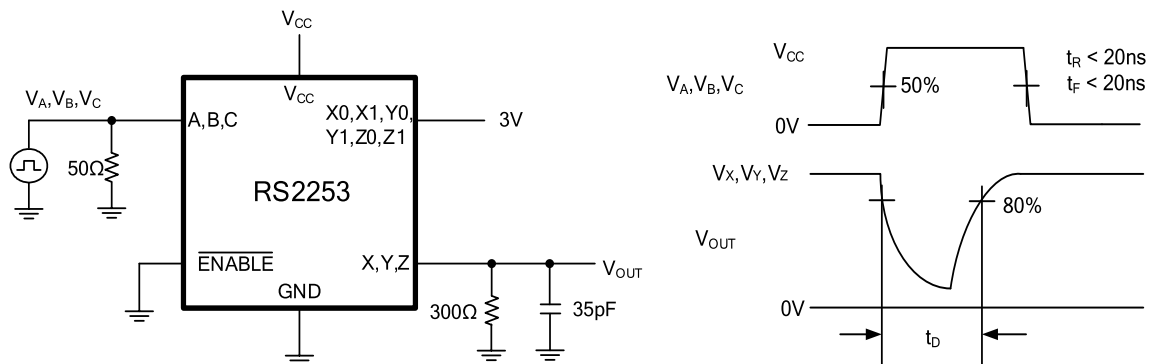 VCC
VCC
VA,VB,VC
A,B,C
X0,X1,Y0,
Y1,Z0,Z1
3V
50Ω
RS2253
ENABLE
X,Y,Z
VOUT
GND
300Ω
35pF
VCC
VA,VB,VC
50%
0V
tR < 20ns
tF < 20ns
VX,VY,VZ
80%
VOUT
0V
tD